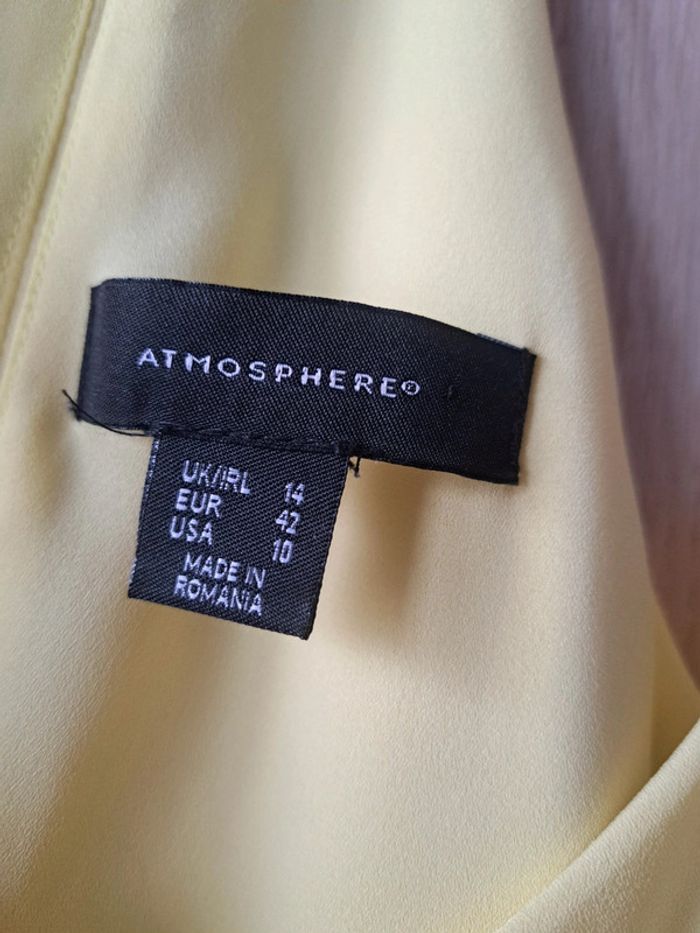 ATMOSPHERE®
UK/IRL 14
EUR 42
USA 10
MADE IN
ROMANIA